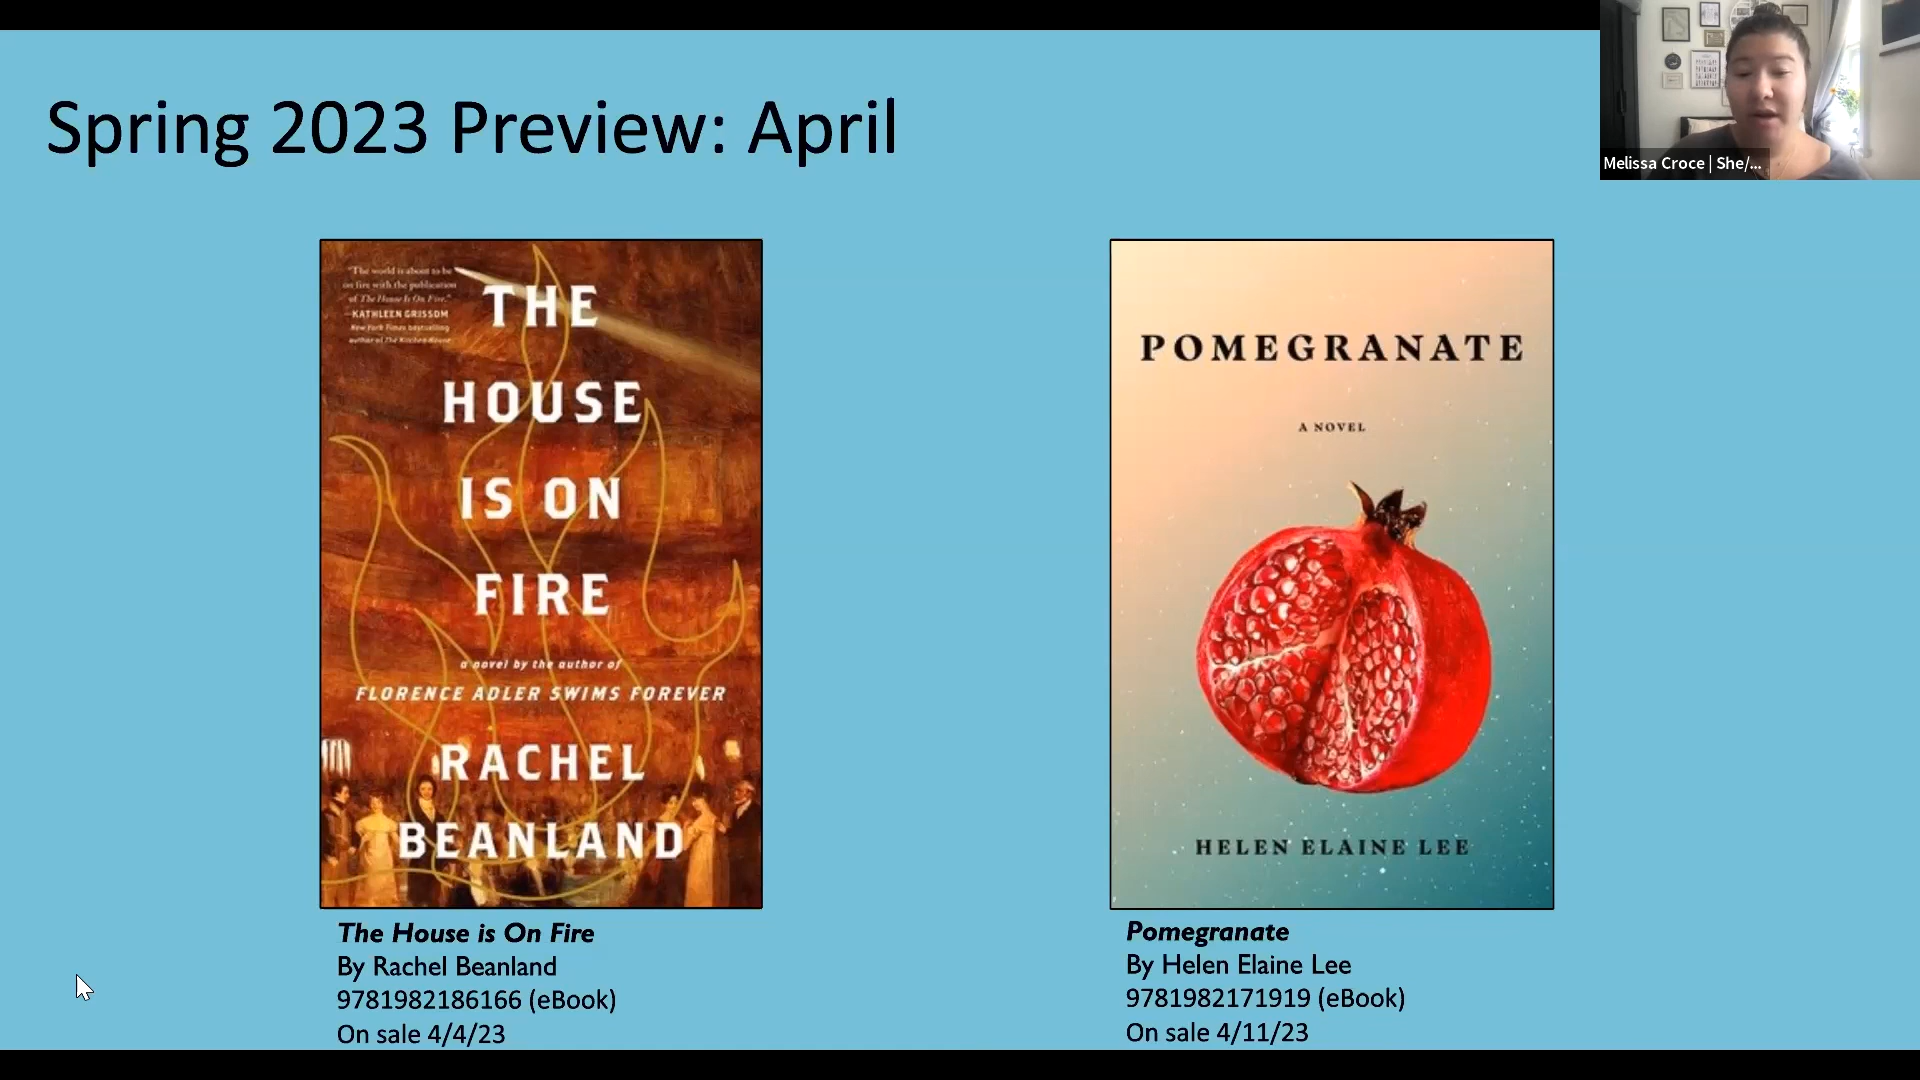 Spring 2023 Preview: April
Melissa Croce | She/...
"The world is about to be
on fire with the publication
of The House Is On Fire."
—KATHLEEN GRISSOM
New York Times bestselling
author of The Kitchen House
THE
HOUSE
IS ON
FIRE
a novel by the author of
FLORENCE ADLER SWIMS FOREVER
RACHEL
BEANLAND
The House is On Fire
By Rachel Beanland
9781982186166 (eBook)
On sale 4/4/23
POMEGRANATE
A NOVEL
HELEN ELAINE LEE
Pomegranate
By Helen Elaine Lee
9781982171919 (eBook)
On sale 4/11/23